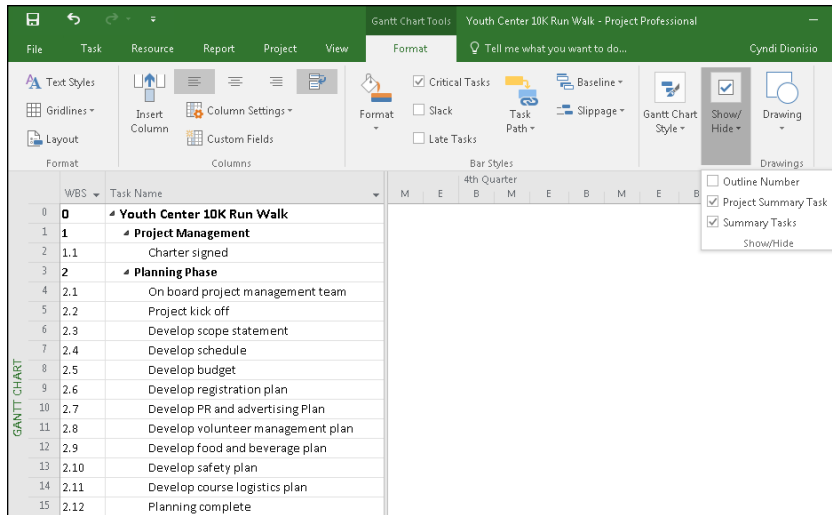 Gantt Chart Tools Youth Center 10K Run Walk - Project Professional
File Task Resource Report Project View Format Tell me what you want to do... Cyndi Dionisio
Text Styles
Gridlines
Layout
Format
Insert Column
Column Settings
Custom Fields
Columns
Format
Critical Tasks
Slack
Late Tasks
Task Path
Baseline
Slippage
Bar Styles
Gantt Chart Style
Show/ Hide
Drawing
Drawings
Outline Number
Project Summary Task
Summary Tasks
Show/Hide
4th Quarter
WBS Task Name M E B M E B M E B
0 0 Youth Center 10K Run Walk
1 1 Project Management
2 1.1 Charter signed
3 2 Planning Phase
4 2.1 On board project management team
5 2.2 Project kick off
6 2.3 Develop scope statement
7 2.4 Develop schedule
8 2.5 Develop budget
9 2.6 Develop registration plan
10 2.7 Develop PR and advertising Plan
11 2.8 Develop volunteer management plan
12 2.9 Develop food and beverage plan
13 2.10 Develop safety plan
14 2.11 Develop course logistics plan
15 2.12 Planning complete
GANTT CHART